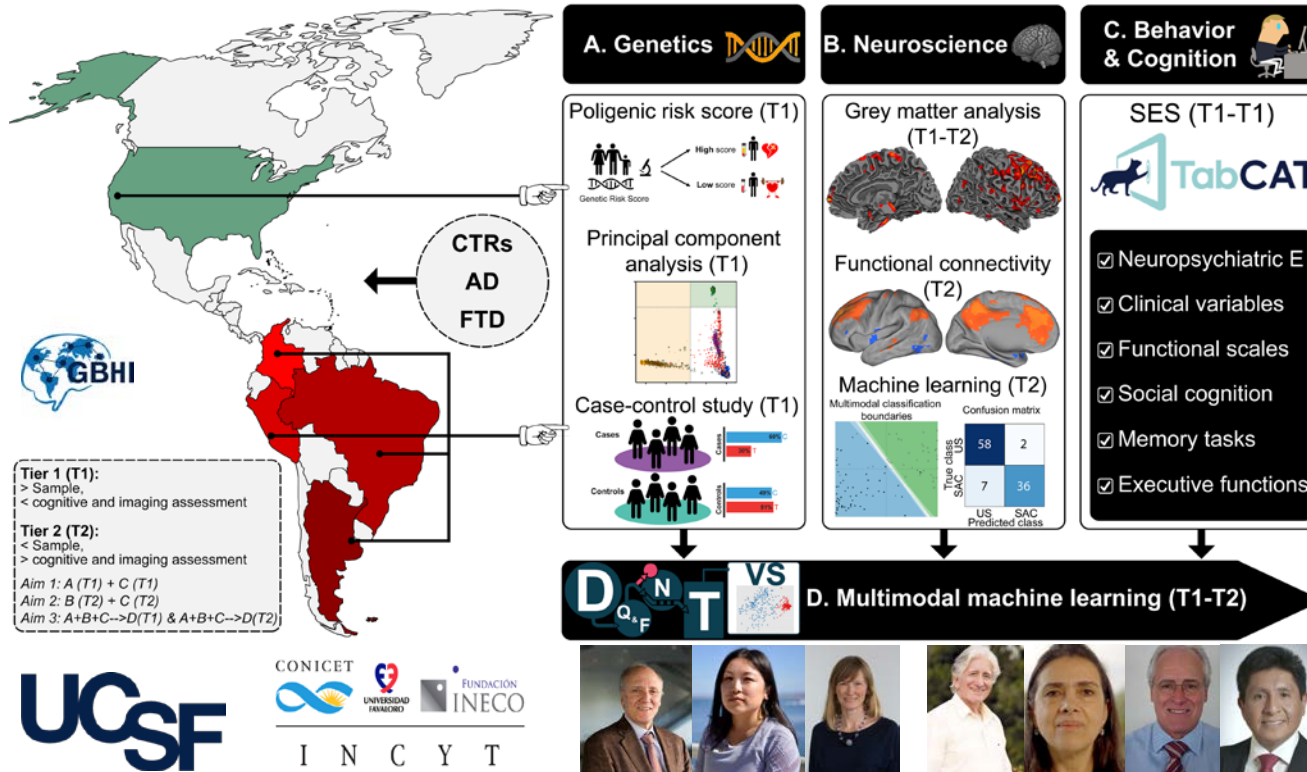 A. Genetics
B. Neuroscience
C. Behavior
& Cognition
Poligenic risk score (T1)
High score
Low score
Genetic Risk Score
Principal component
analysis (T1)
Case-control study (T1)
Cases
Cases
C
T
Controls
Controls
C
T
Grey matter analysis
(T1-T2)
Functional connectivity
(T2)
Machine learning (T2)
Multimodal classification
boundaries
Confusion matrix
True class
US
SAC
58
2
7
36
US
SAC
Predicted class
SES (T1-T1)
TabCAT
Neuropsychiatric E
Clinical variables
Functional scales
Social cognition
Memory tasks
Executive functions
CTRs
AD
FTD
GBHI
Tier 1 (T1):
> Sample,
< cognitive and imaging assessment
Tier 2 (T2):
< Sample,
> cognitive and imaging assessment
Aim 1: A (T1) + C (T1)
Aim 2: B (T2) + C (T2)
Aim 3: A+B+C-->D(T1) & A+B+C-->D(T2)
D
Q&F
N
T
VS
D. Multimodal machine learning (T1-T2)
UCSF
CONICET
UNIVERSIDAD
FAVALORO
FUNDACIÓN
INECO
INCYT